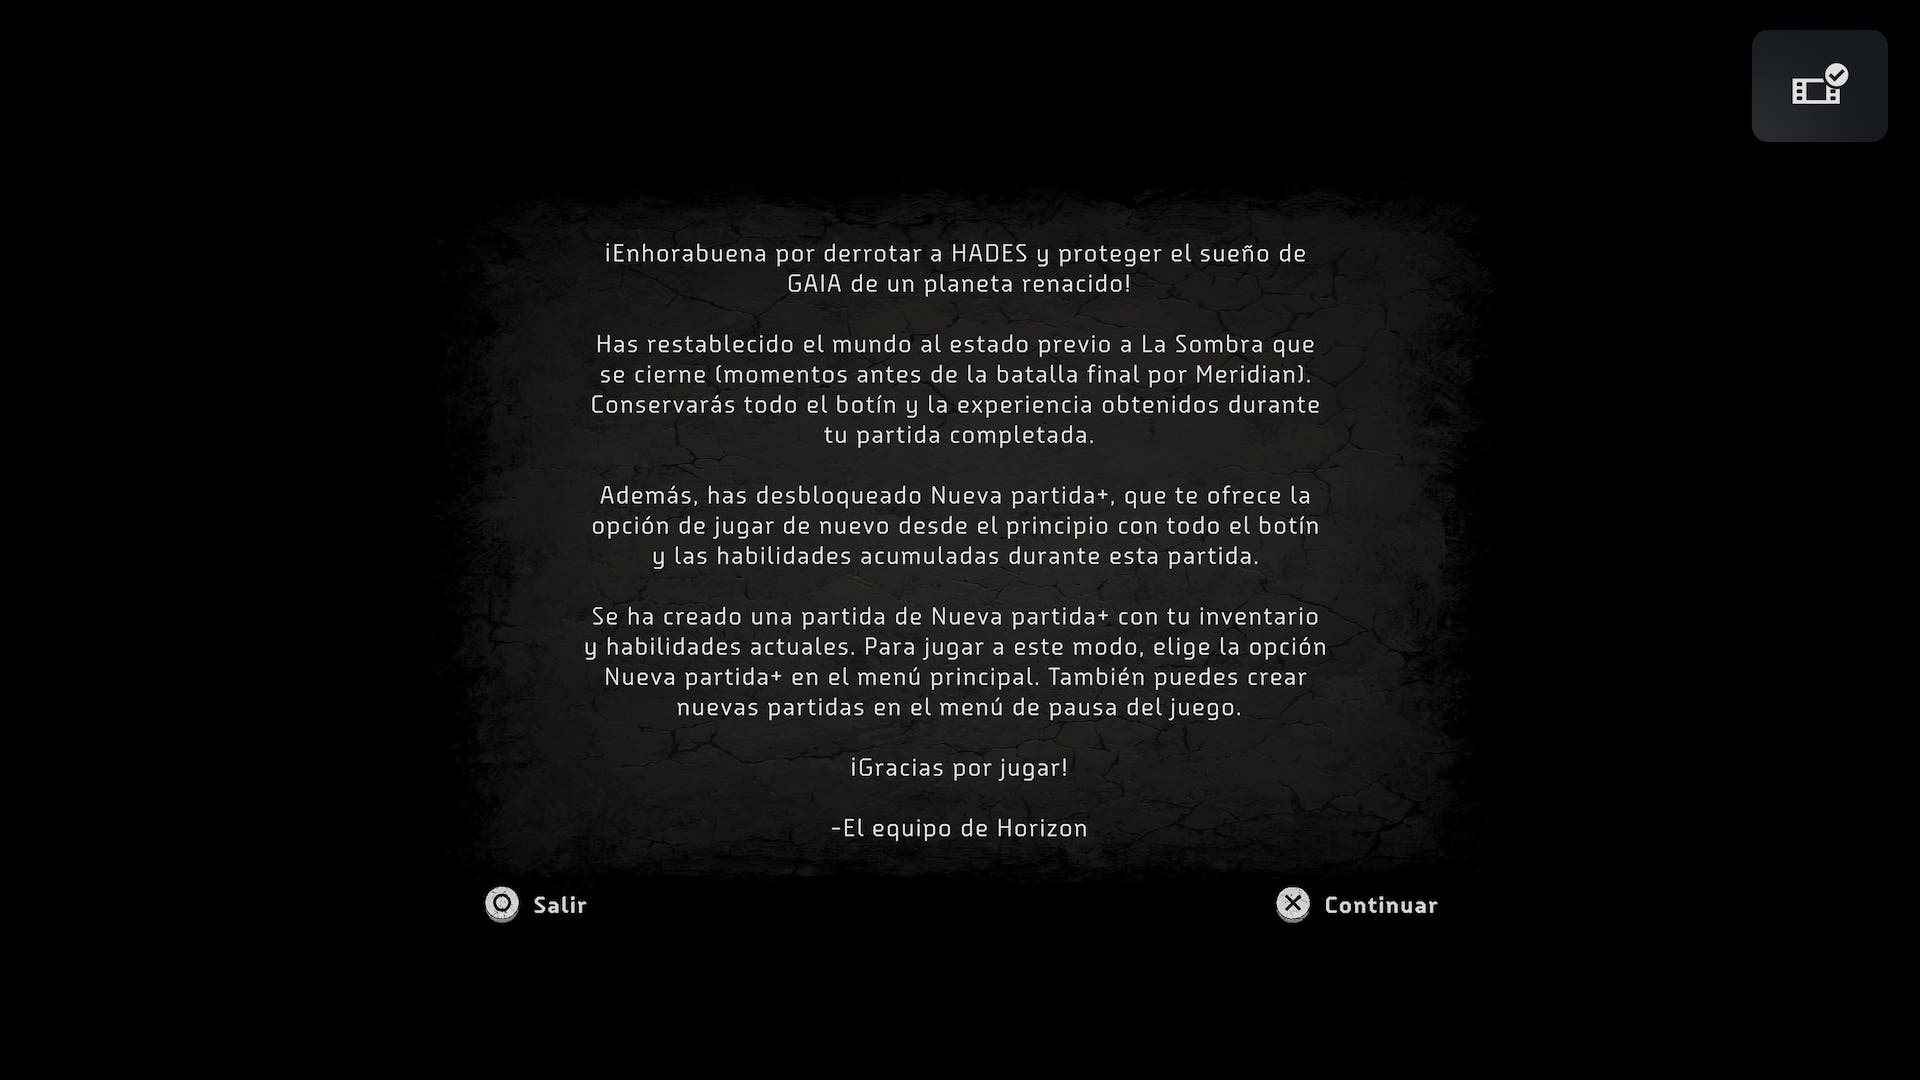 ¡Enhorabuena por derrotar a HADES y proteger el sueño de
GAIA de un planeta renacido!
Has restablecido el mundo al estado previo a La Sombra que
se cierne (momentos antes de la batalla final por Meridian).
Conservarás todo el botín y la experiencia obtenidos durante
tu partida completada.
Además, has desbloqueado Nueva partida+, que te ofrece la
opción de jugar de nuevo desde el principio con todo el botín
y las habilidades acumuladas durante esta partida.
Se ha creado una partida de Nueva partida+ con tu inventario
y habilidades actuales. Para jugar a este modo, elige la opción
Nueva partida+ en el menú principal. También puedes crear
nuevas partidas en el menú de pausa del juego.
¡Gracias por jugar!
-El equipo de Horizon
Salir
Continuar